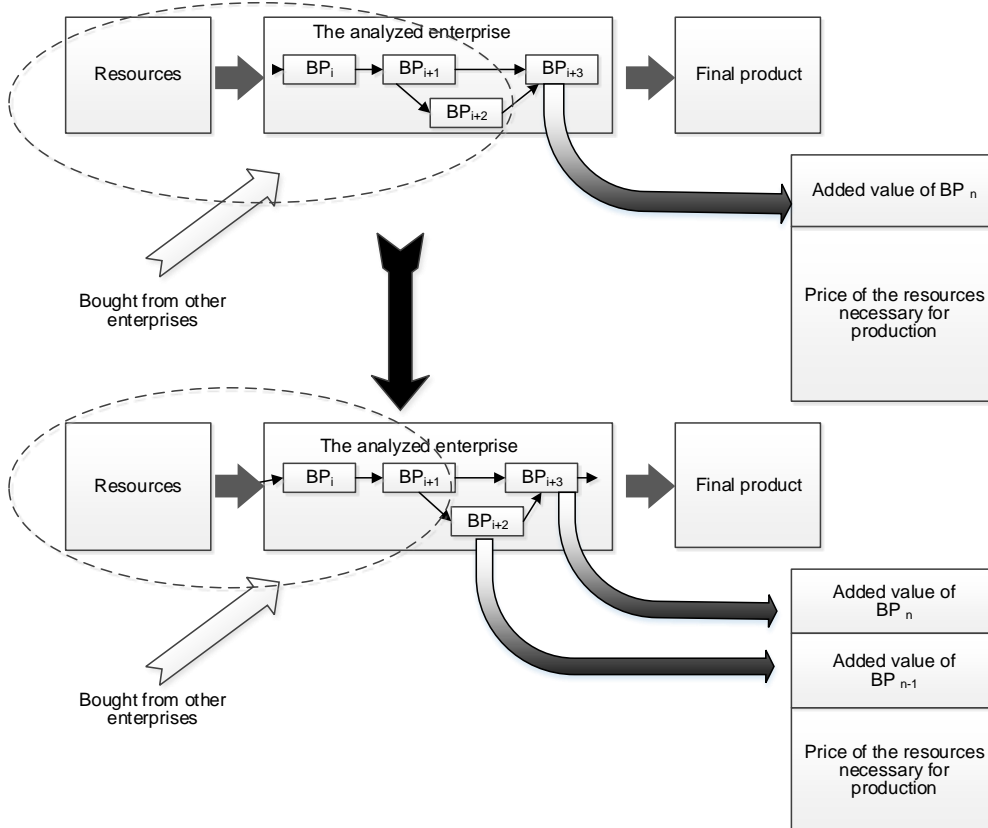 The analyzed enterprise
Resources
BPi
BPi+1
BPi+3
BPi+2
Final product
Added value of BP n
Price of the resources
necessary for
production
Bought from other
enterprises
The analyzed enterprise
Resources
BPi
BPi+1
BPi+3
BPi+2
Final product
Added value of
BP n
Added value of
BP n-1
Price of the resources
necessary for
production
Bought from other
enterprises